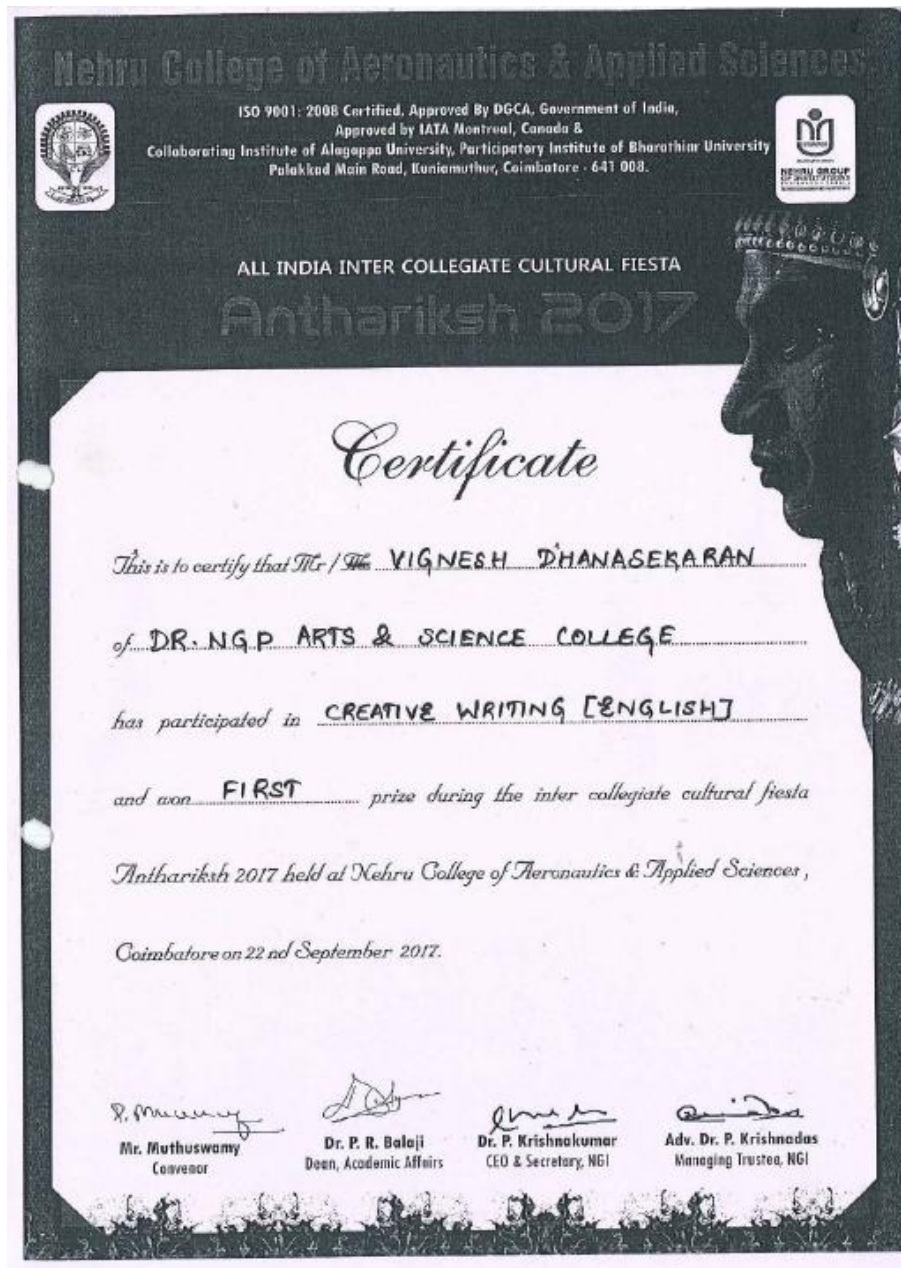 Nehru College of Aeronautics & Applied Sciences
ISO 9001: 2008 Certified, Approved By DGCA, Government of India,
Approved by IATA Montreal, Canada &
Collaborating Institute of Alagappa University, Participatory Institute of Bharathiar University
Palakkad Main Road, Kuniamuthur, Coimbatore - 641 008.
NEHRU GROUP
OF INSTITUTIONS
ALL INDIA INTER COLLEGIATE CULTURAL FIESTA
Anthariksh 2017
Certificate
This is to certify that Mr / Ms VIGNESH DHANASEKARAN
of DR. NGP ARTS & SCIENCE COLLEGE
has participated in CREATIVE WRITING [ENGLISH]
and won FIRST prize during the inter collegiate cultural fiesta
Anthariksh 2017 held at Nehru College of Aeronautics & Applied Sciences,
Coimbatore on 22 nd September 2017.
Mr. Muthuswamy
Convenor
Dr. P. R. Balaji
Dean, Academic Affairs
Dr. P. Krishnakumar
CEO & Secretary, NGI
Adv. Dr. P. Krishnadas
Managing Trustee, NGI